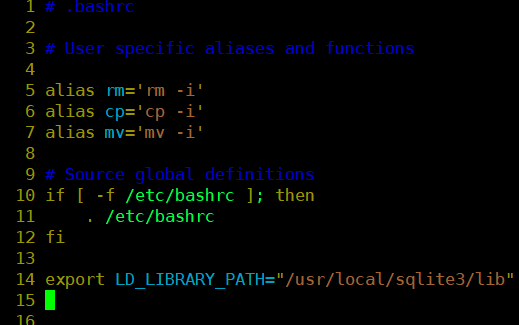 1 # .bashrc
2
3 # User specific aliases and functions
4
5 alias rm='rm -i'
6 alias cp='cp -i'
7 alias mv='mv -i'
8
9 # Source global definitions
10 if [ -f /etc/bashrc ]; then
11     . /etc/bashrc
12 fi
13
14 export LD_LIBRARY_PATH="/usr/local/sqlite3/lib"
15
16